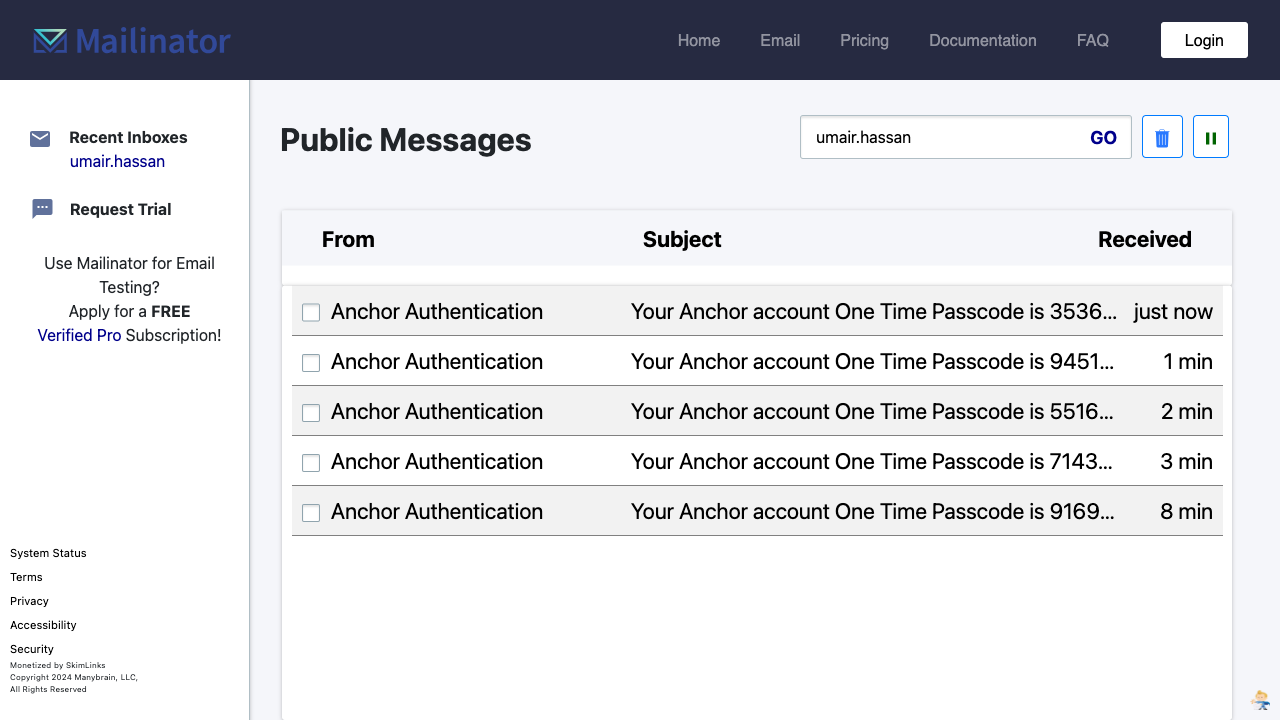 Mailinator
Home Email Pricing Documentation FAQ Login
Recent Inboxes
umair.hassan
Request Trial
Use Mailinator for Email
Testing?
Apply for a FREE
Verified Pro Subscription!
System Status
Terms
Privacy
Accessibility
Security
Monetized by SkimLinks
Copyright 2024 Manybrain, LLC,
All Rights Reserved
Public Messages
umair.hassan GO
From Subject Received
Anchor Authentication Your Anchor account One Time Passcode is 3536... just now
Anchor Authentication Your Anchor account One Time Passcode is 9451... 1 min
Anchor Authentication Your Anchor account One Time Passcode is 5516... 2 min
Anchor Authentication Your Anchor account One Time Passcode is 7143... 3 min
Anchor Authentication Your Anchor account One Time Passcode is 9169... 8 min